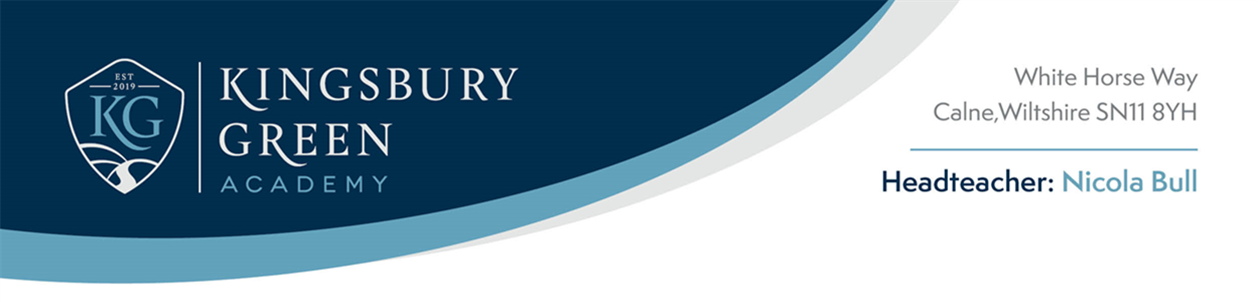 EST
2019
KG
KINGSBURY
GREEN
ACADEMY
White Horse Way
Calne,Wiltshire SN11 8YH
Headteacher: Nicola Bull